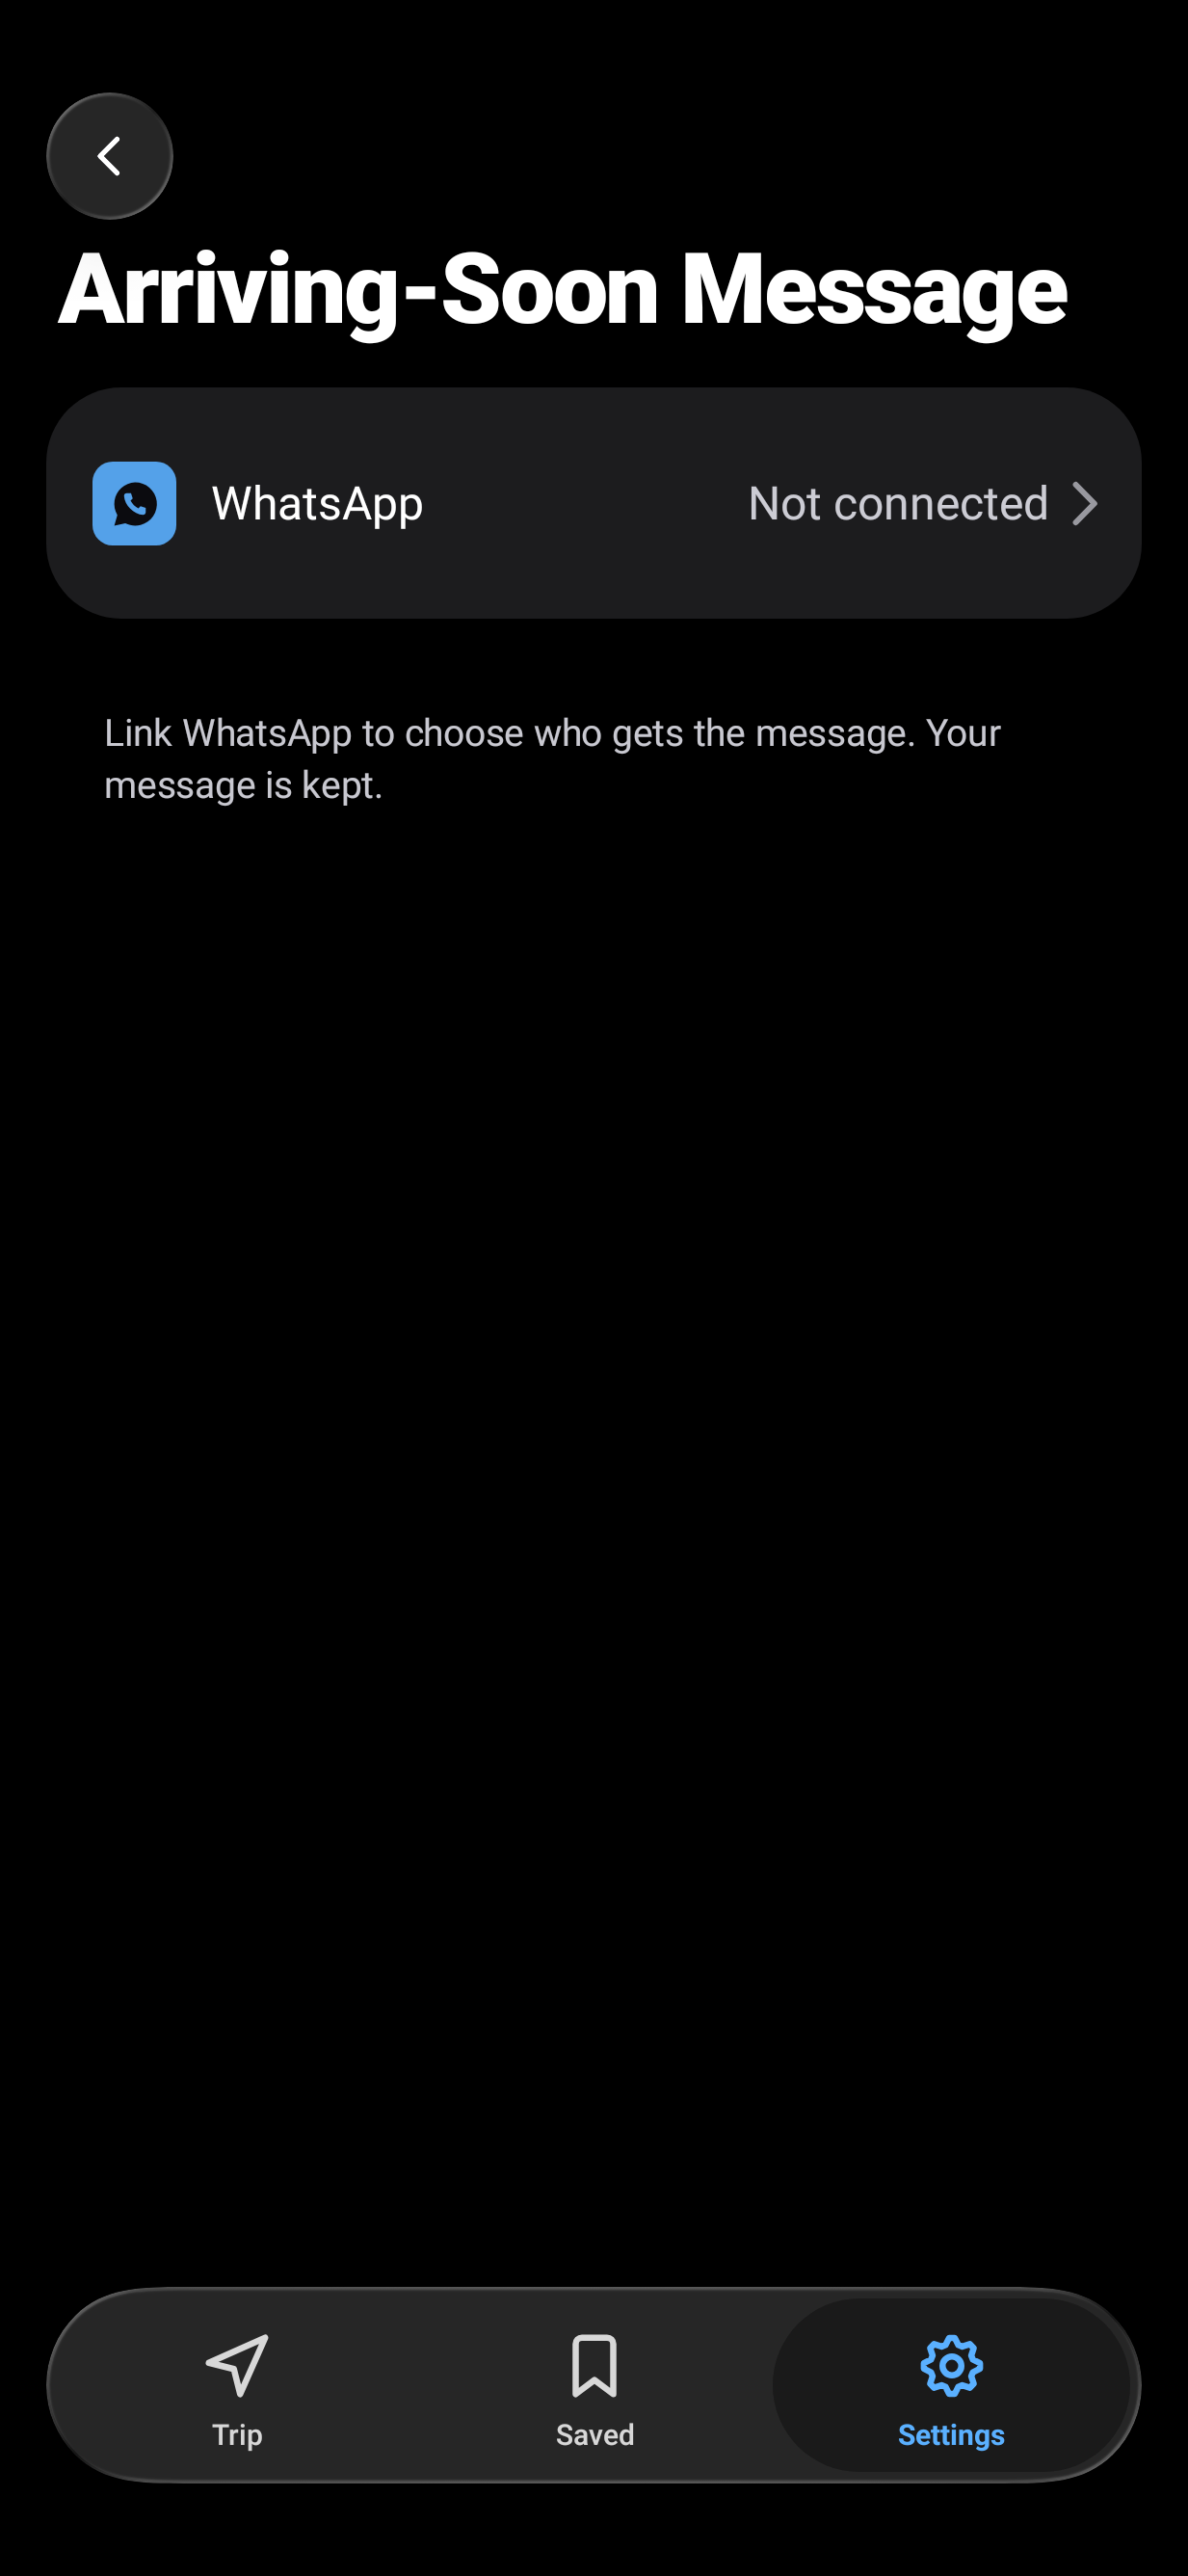 Arriving-Soon Message
WhatsApp
Not connected
Link WhatsApp to choose who gets the message. Your
message is kept.
Trip
Saved
Settings